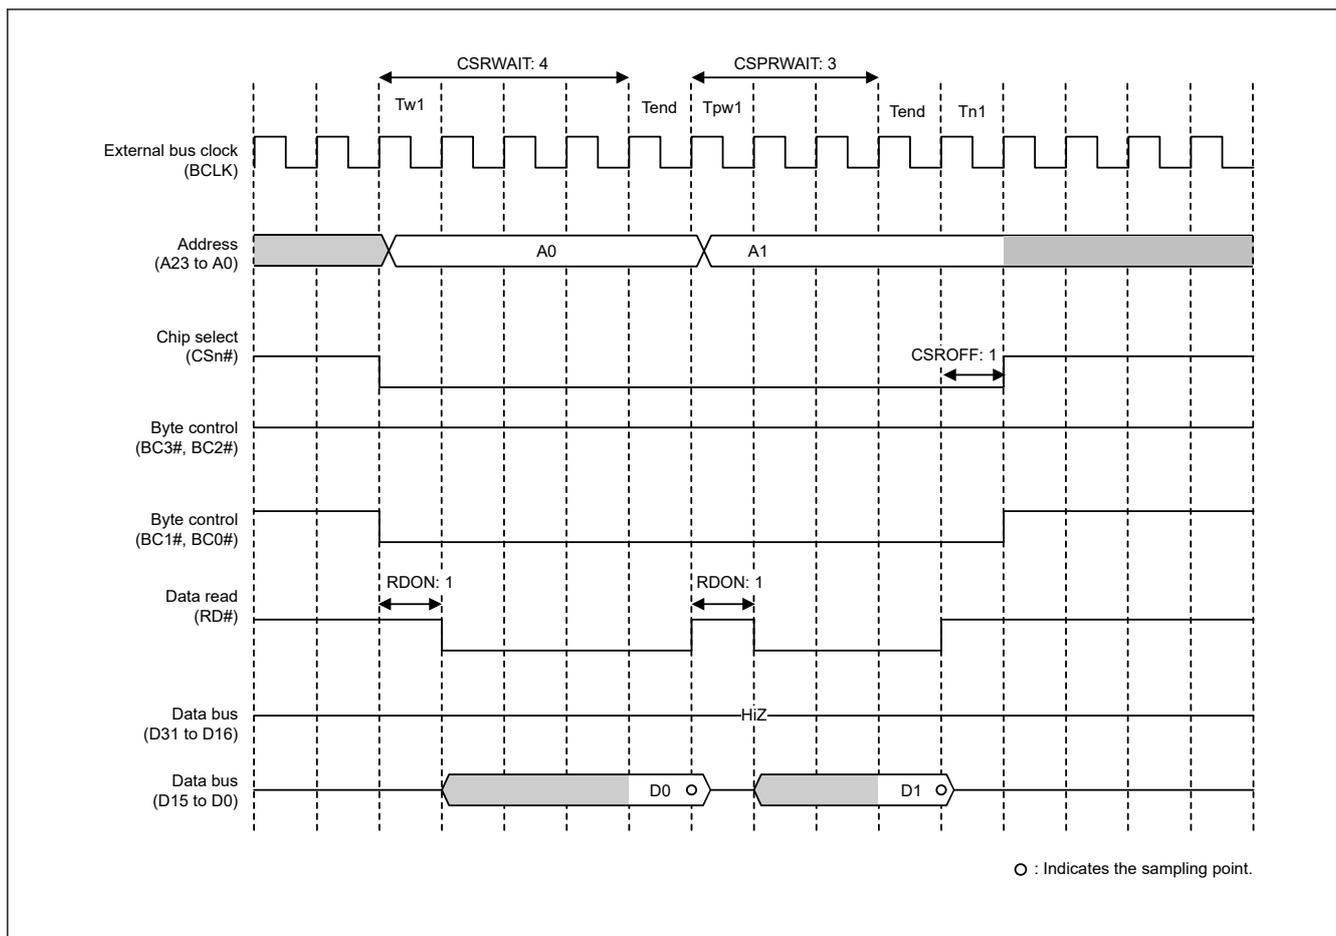 CSRWAIT: 4
CSPRWAIT: 3
Tw1
Tend
Tpw1
Tend
Tn1
External bus clock
(BCLK)
Address
(A23 to A0)
A0
A1
Chip select
(CSn#)
CSROFF: 1
Byte control
(BC3#, BC2#)
Byte control
(BC1#, BC0#)
RDON: 1
RDON: 1
Data read
(RD#)
Data bus
(D31 to D16)
HiZ
Data bus
(D15 to D0)
D0
D1
: Indicates the sampling point.